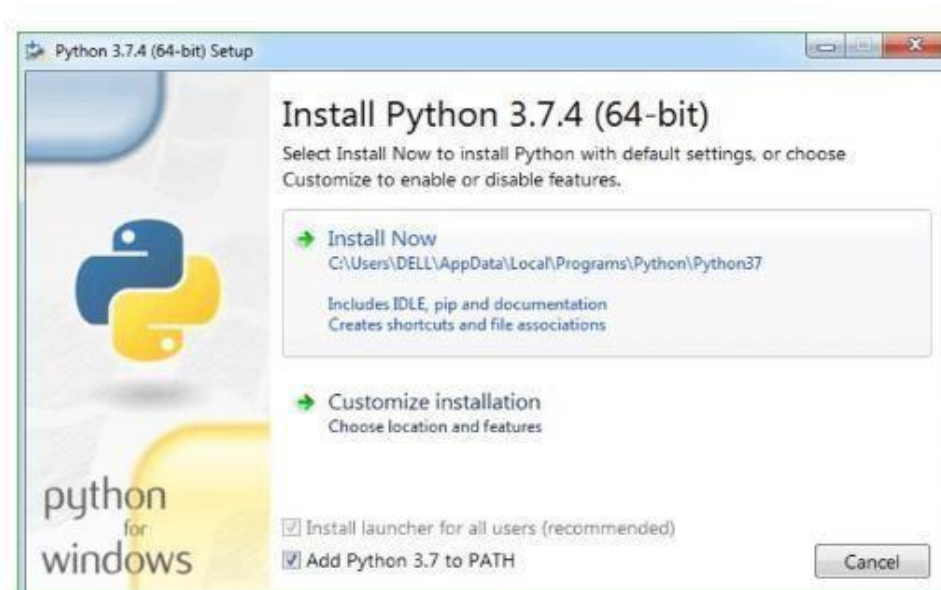 Python 3.7.4 (64-bit) Setup
Install Python 3.7.4 (64-bit)
Select Install Now to install Python with default settings, or choose
Customize to enable or disable features.
Install Now
C:\Users\DELL\AppData\Local\Programs\Python\Python37
Includes IDLE, pip and documentation
Creates shortcuts and file associations
Customize installation
Choose location and features
python
for
windows
Install launcher for all users (recommended)
Add Python 3.7 to PATH
Cancel